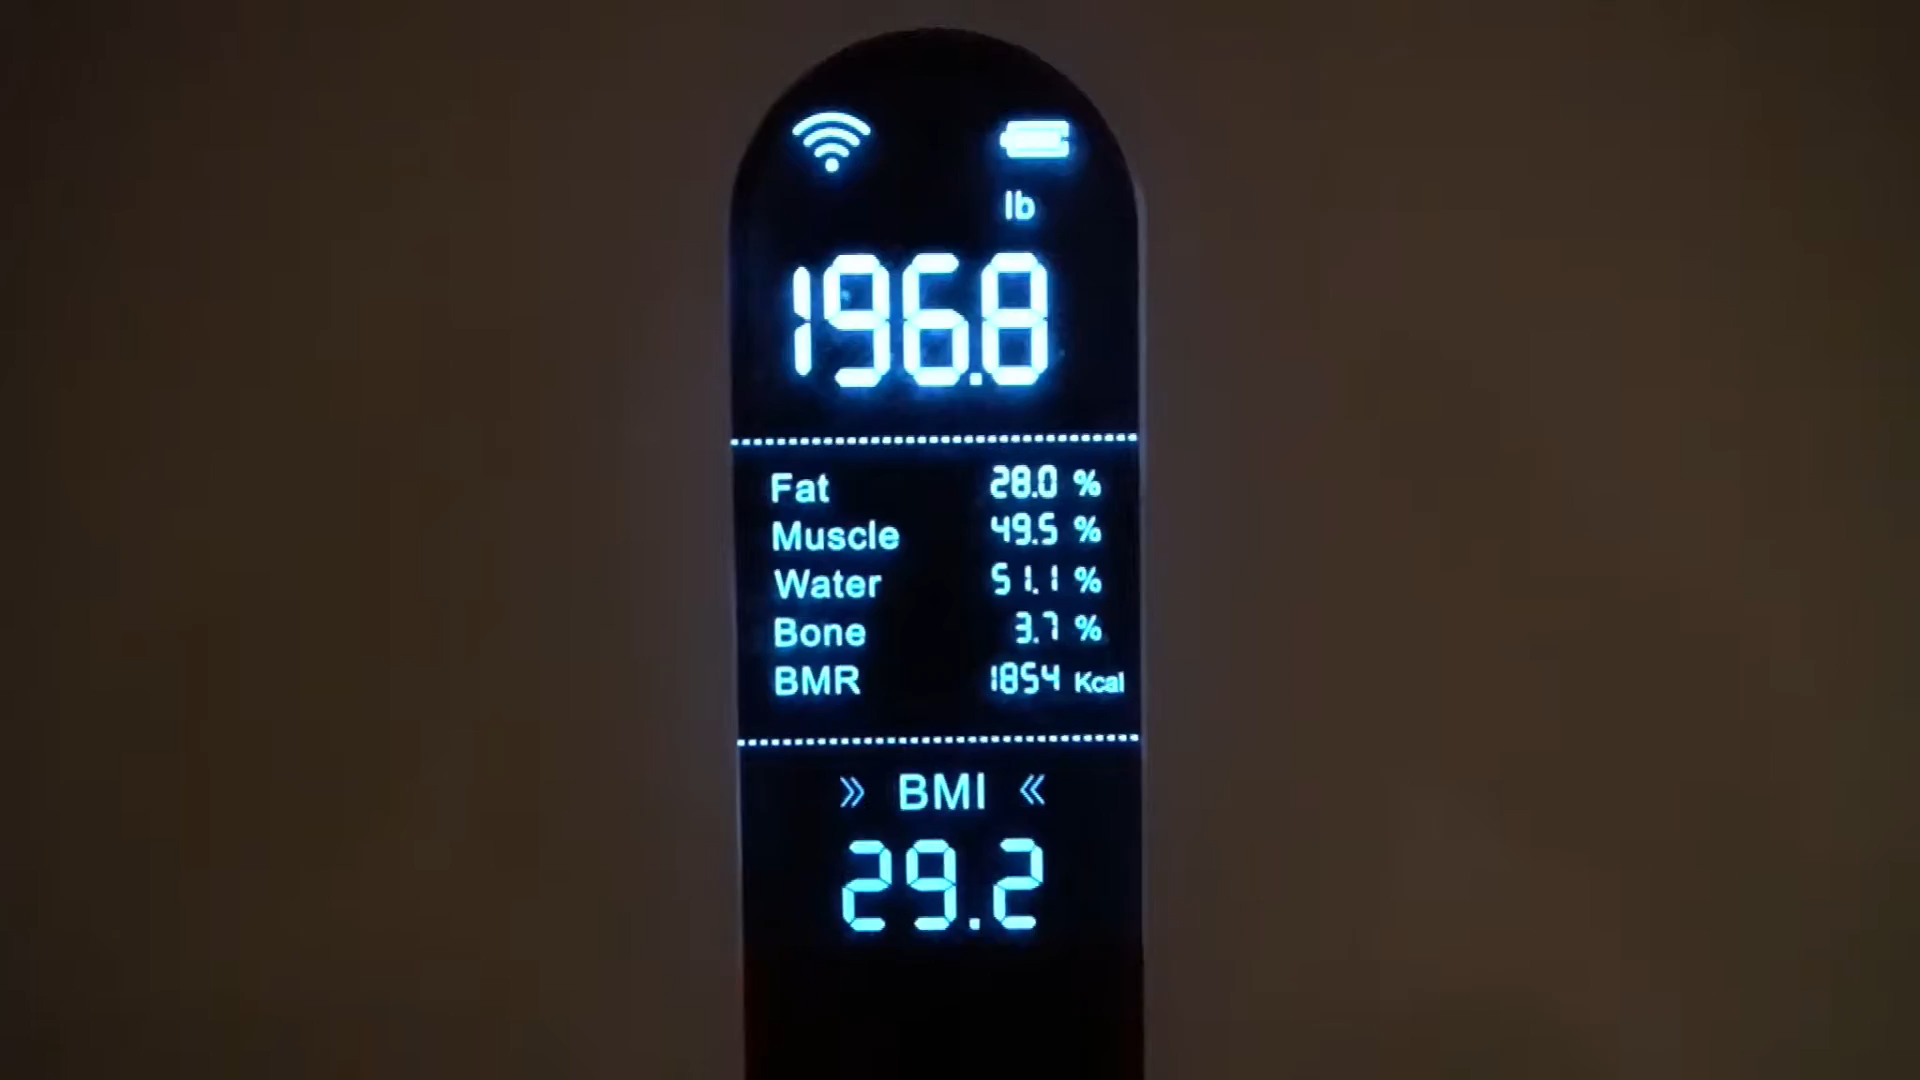 lb
196.8
Fat 28.0 %
Muscle 49.5 %
Water 51.1 %
Bone 3.7 %
BMR 1854 Kcal
» BMI «
29.2